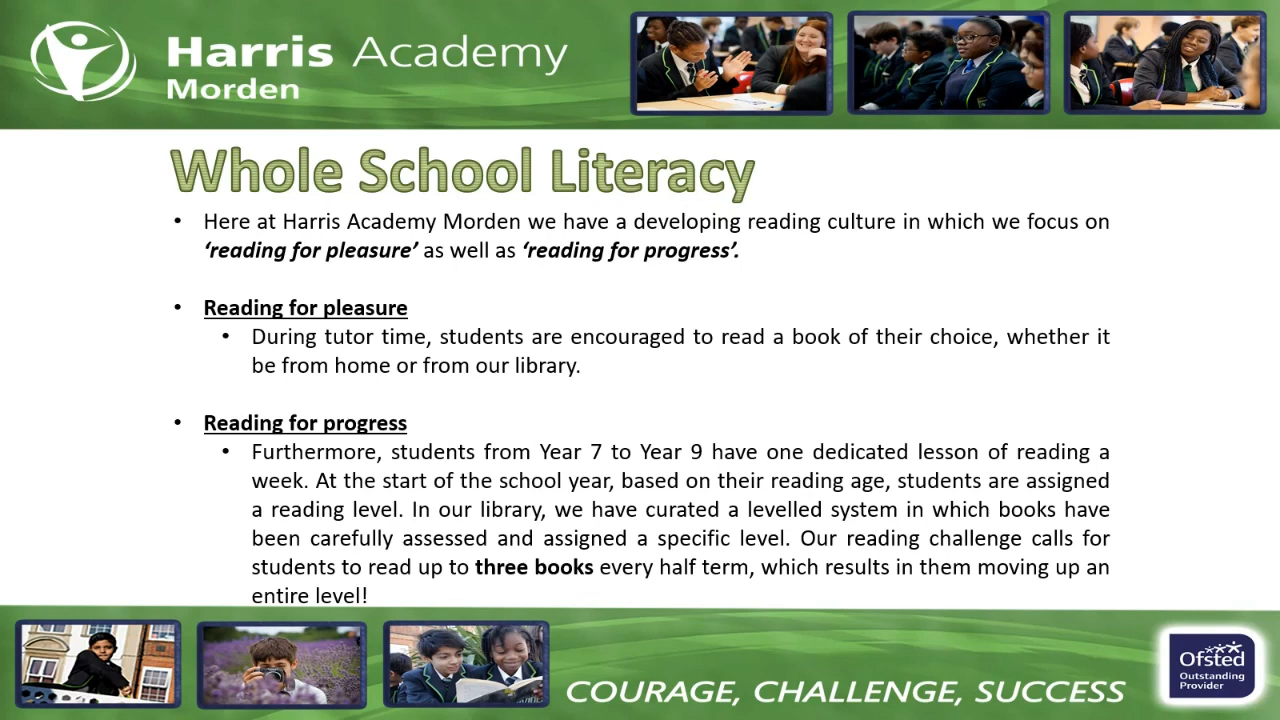 Harris Academy
Morden
Whole School Literacy
• Here at Harris Academy Morden we have a developing reading culture in which we focus on
‘reading for pleasure’ as well as ‘reading for progress’.
• Reading for pleasure
• During tutor time, students are encouraged to read a book of their choice, whether it
be from home or from our library.
• Reading for progress
• Furthermore, students from Year 7 to Year 9 have one dedicated lesson of reading a
week. At the start of the school year, based on their reading age, students are assigned
a reading level. In our library, we have curated a levelled system in which books have
been carefully assessed and assigned a specific level. Our reading challenge calls for
students to read up to three books every half term, which results in them moving up an
entire level!
COURAGE, CHALLENGE, SUCCESS
Ofsted
Outstanding
Provider